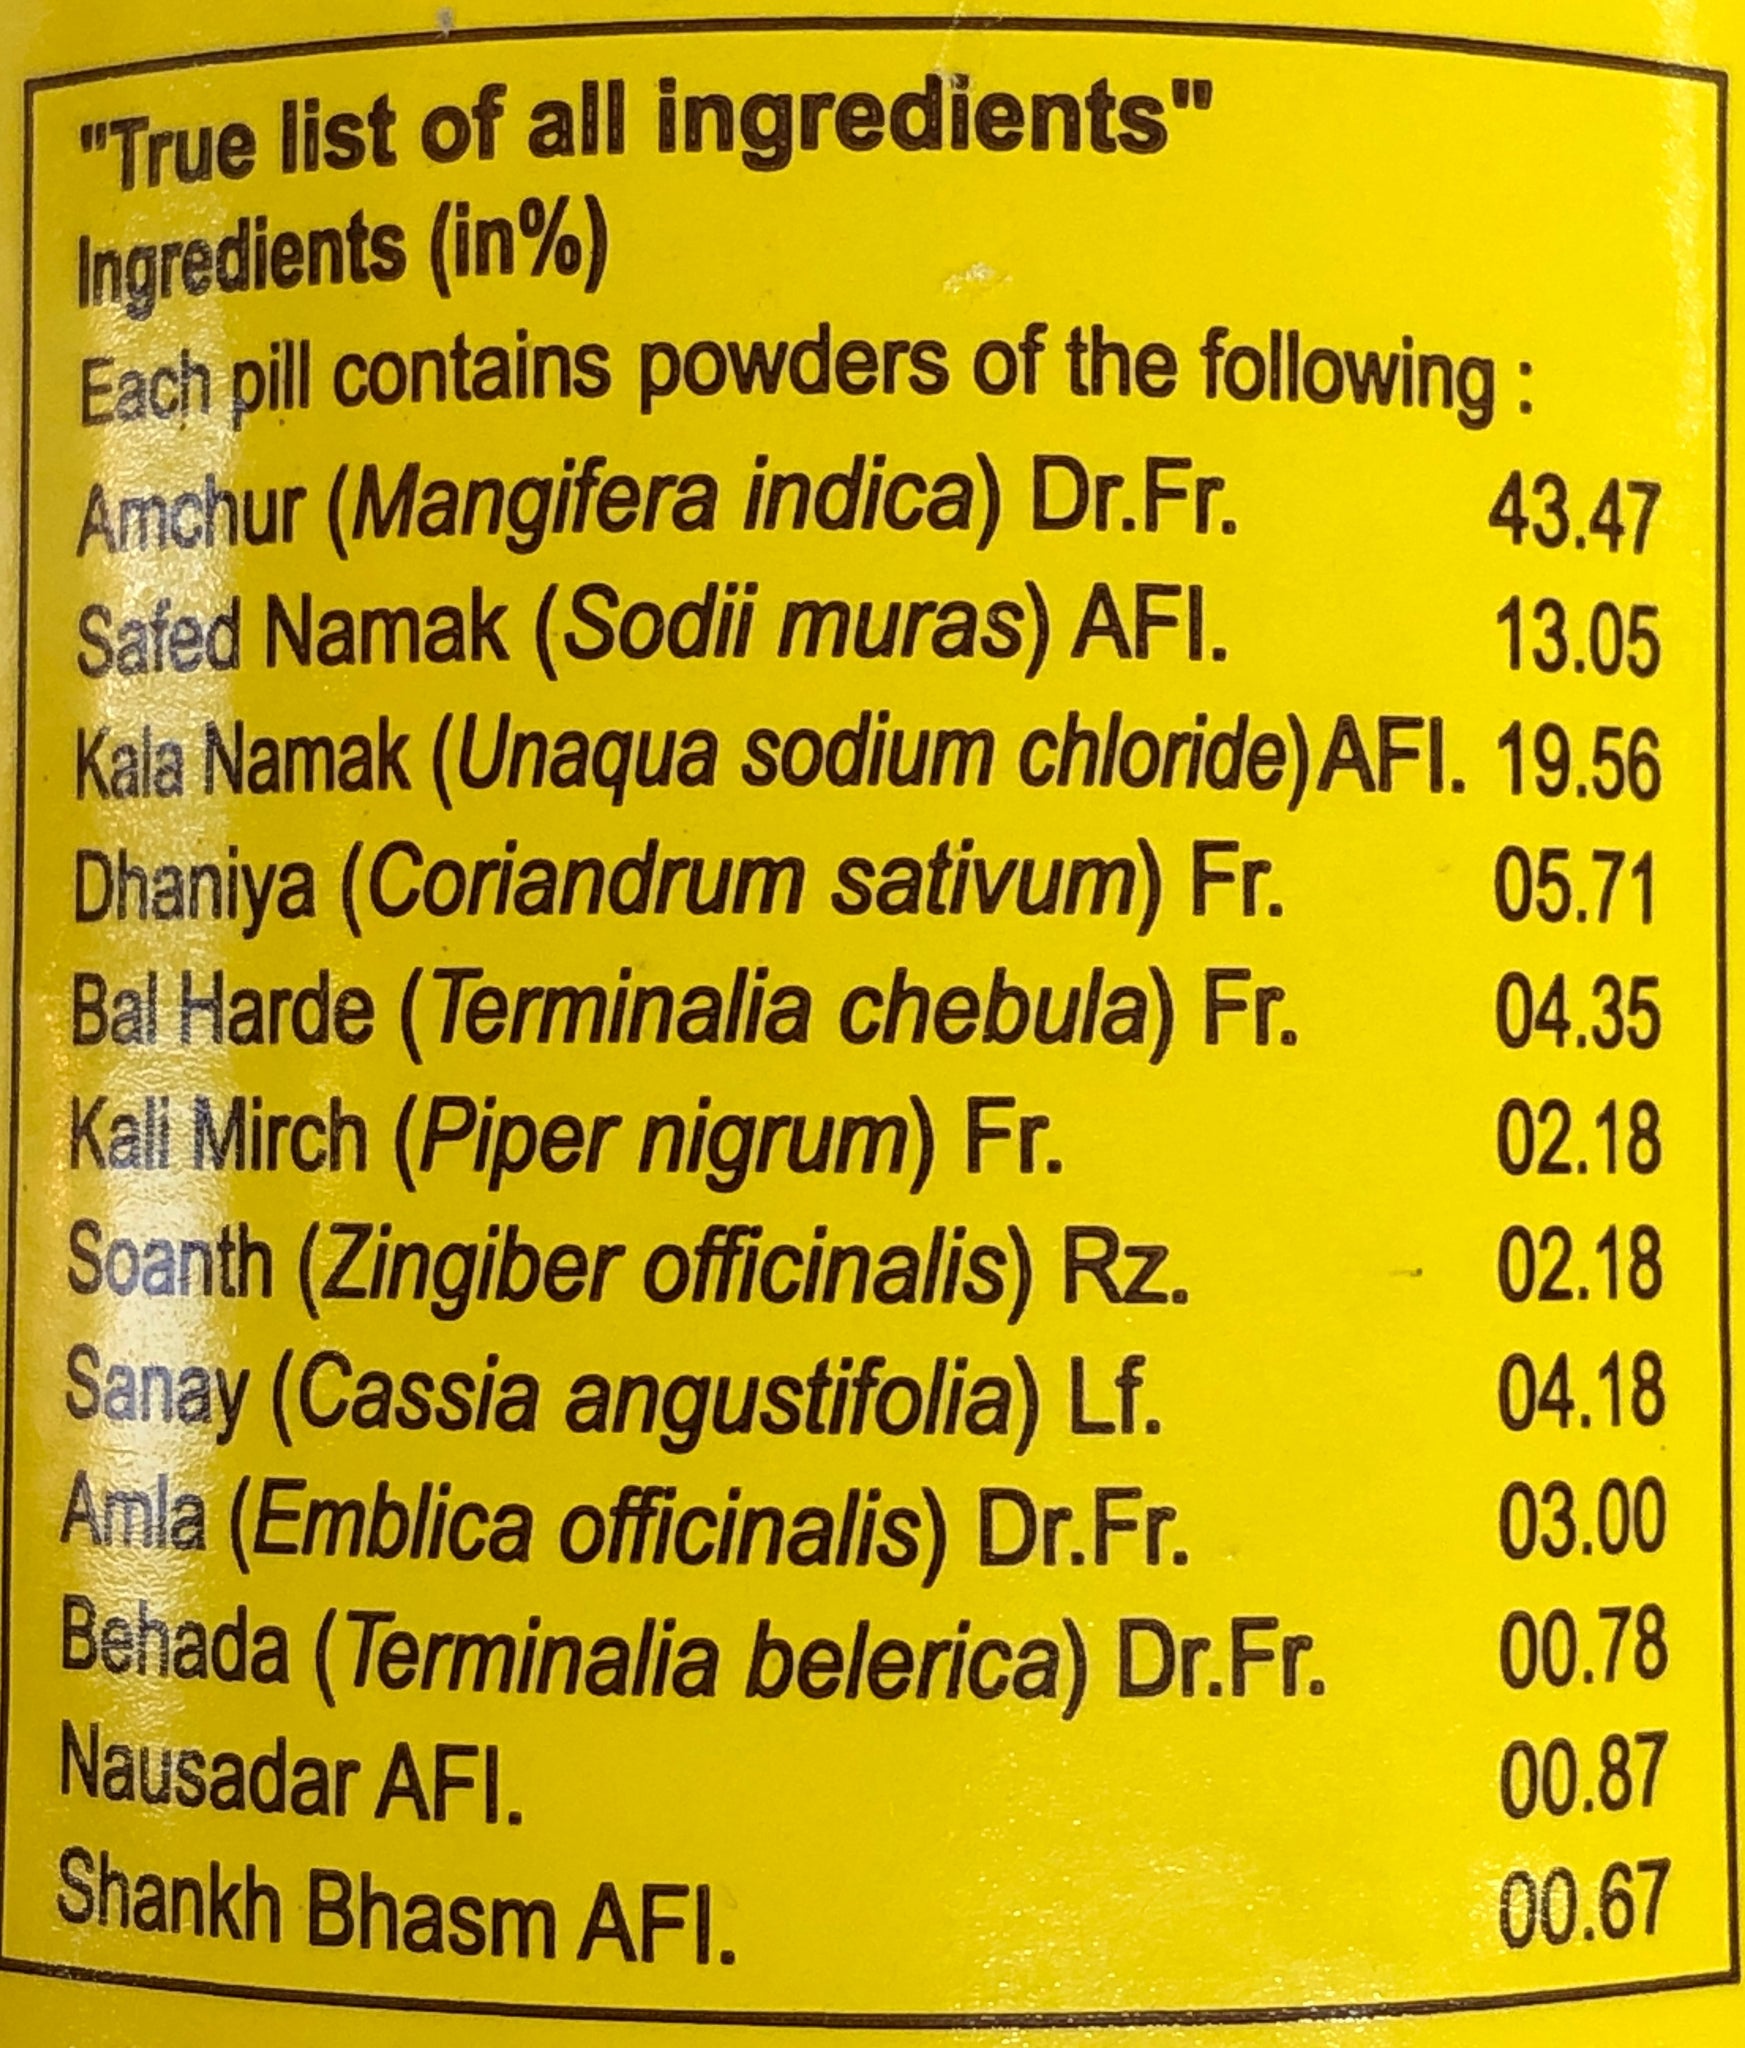 "True list of all ingredients"
Ingredients (in%)
Each pill contains powders of the following :
Amchur (Mangifera indica) Dr.Fr. 43.47
Safed Namak (Sodii muras) AFI. 13.05
Kala Namak (Unaqua sodium chloride) AFI. 19.56
Dhaniya (Coriandrum sativum) Fr. 05.71
Bal Harde (Terminalia chebula) Fr. 04.35
Kali Mirch (Piper nigrum) Fr. 02.18
Soanth (Zingiber officinalis) Rz. 02.18
Sanay (Cassia angustifolia) Lf. 04.18
Amla (Emblica officinalis) Dr.Fr. 03.00
Behada (Terminalia belerica) Dr.Fr. 00.78
Nausadar AFI. 00.87
Shankh Bhasm AFI. 00.67